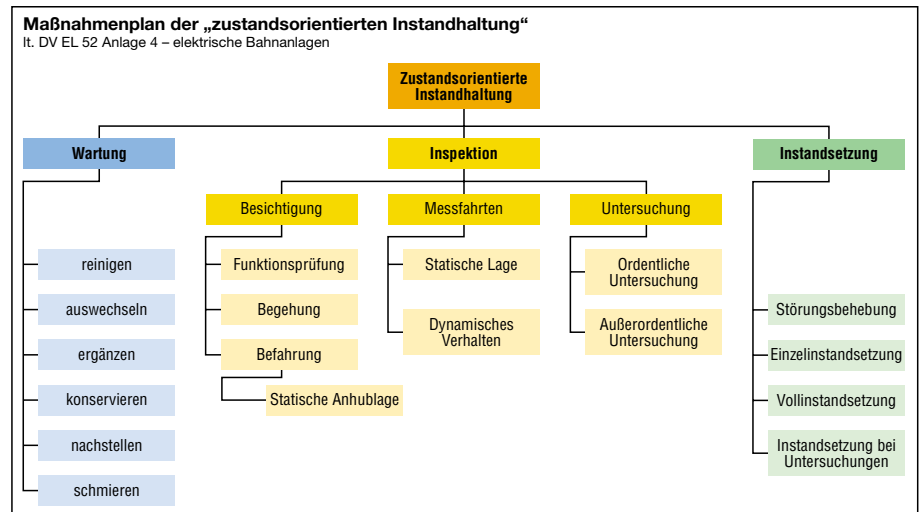 Maßnahmenplan der „zustandsorientierten Instandhaltung“
lt. DV EL 52 Anlage 4 – elektrische Bahnanlagen
Zustandsorientierte
Instandhaltung
Wartung
Inspektion
Instandsetzung
Besichtigung
Messfahrten
Untersuchung
reinigen
auswechseln
ergänzen
konservieren
nachstellen
schmieren
Funktionsprüfung
Begehung
Befahrung
Statische Anhublage
Statische Lage
Dynamisches
Verhalten
Ordentliche
Untersuchung
Außerordentliche
Untersuchung
Störungsbehebung
Einzelinstandsetzung
Vollinstandsetzung
Instandsetzung bei
Untersuchungen